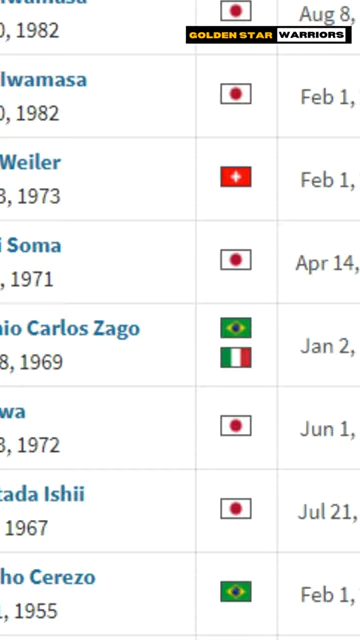 Iwamasa
Aug 8,
0, 1982
GOLDEN STAR WARRIORS
Iwamasa
0, 1982
Feb 1,
Weiler
3, 1973
Feb 1,
i Soma
, 1971
Apr 14,
nio Carlos Zago
8, 1969
Jan 2,
wa
3, 1972
Jun 1,
tada Ishii
1967
Jul 21,
ho Cerezo
1, 1955
Feb 1,